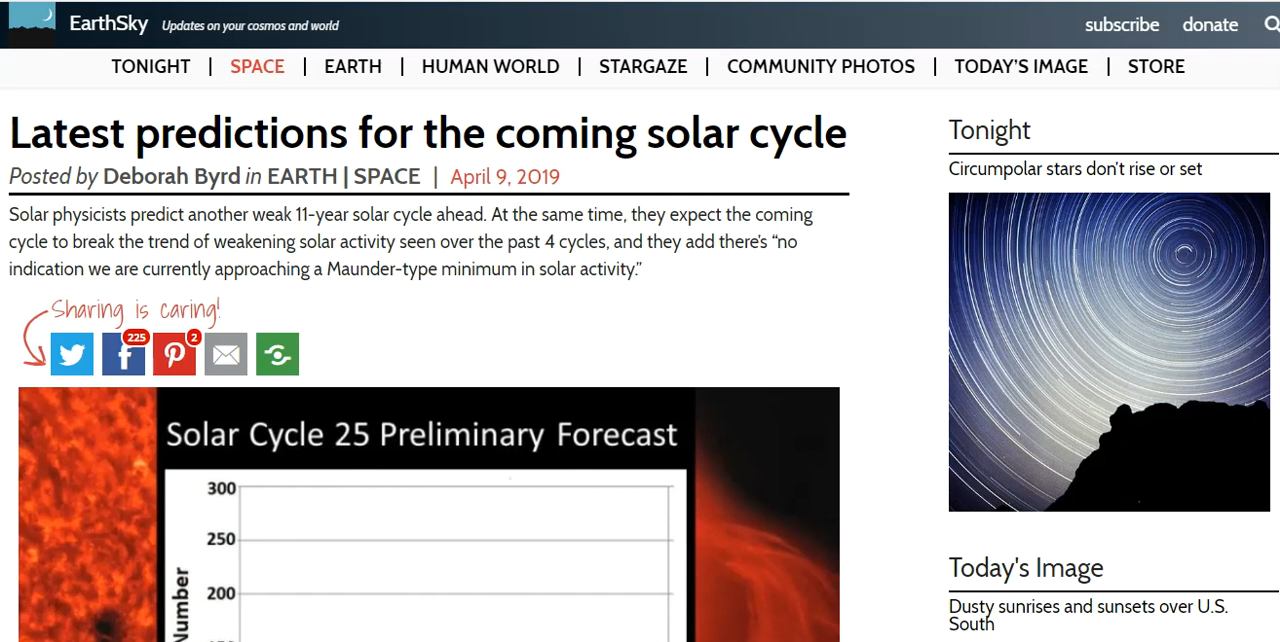 EarthSky Updates on your cosmos and world subscribe donate
TONIGHT | SPACE | EARTH | HUMAN WORLD | STARGAZE | COMMUNITY PHOTOS | TODAY'S IMAGE | STORE
Latest predictions for the coming solar cycle
Posted by Deborah Byrd in EARTH | SPACE | April 9, 2019
Solar physicists predict another weak 11-year solar cycle ahead. At the same time, they expect the coming
cycle to break the trend of weakening solar activity seen over the past 4 cycles, and they add there's “no
indication we are currently approaching a Maunder-type minimum in solar activity.”
Sharing is caring!
225
2
Solar Cycle 25 Preliminary Forecast
300
250
200
Number
Tonight
Circumpolar stars don't rise or set
Today's Image
Dusty sunrises and sunsets over U.S.
South